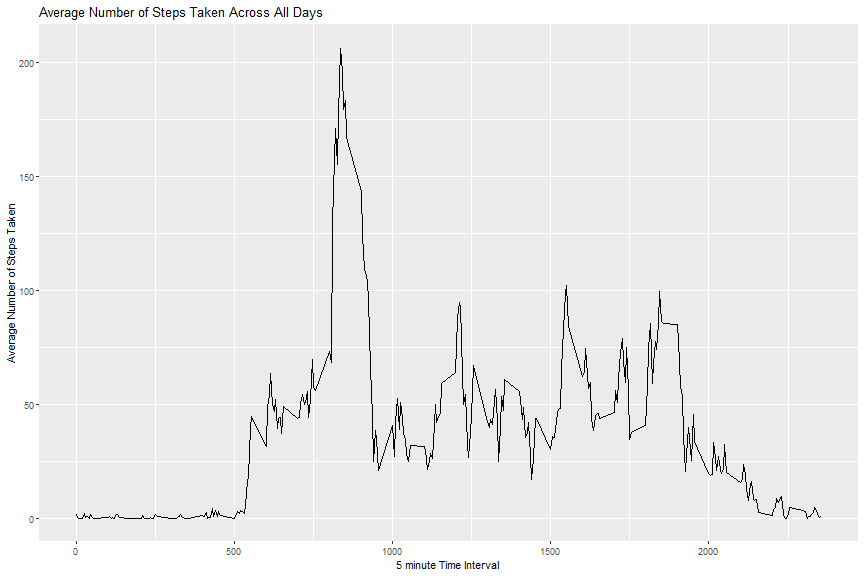 Average Number of Steps Taken Across All Days
Average Number of Steps Taken
200
150
100
50
0
0 500 1000 1500 2000
5 minute Time Interval